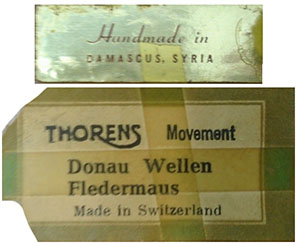 Handmade in
DAMASCUS, SYRIA
THORENS Movement
Donau Wellen
Fledermaus
Made in Switzerland